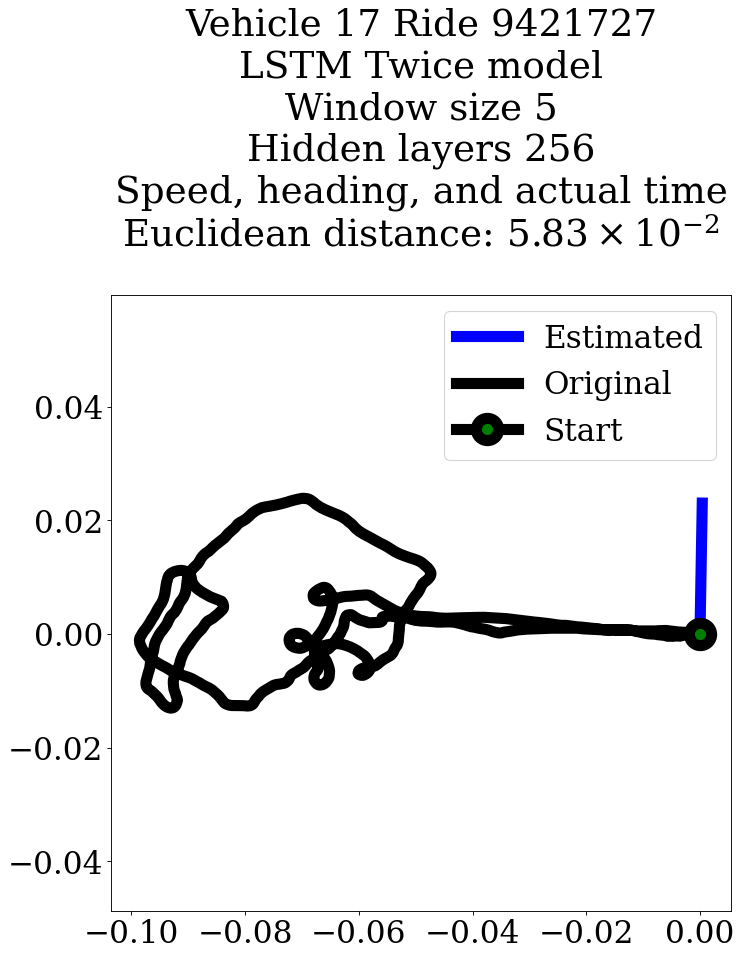 Vehicle 17 Ride 9421727
LSTM Twice model
Window size 5
Hidden layers 256
Speed, heading, and actual time
Euclidean distance: 5.83 × 10⁻²
Estimated
Original
Start
0.04
0.02
0.00
−0.02
−0.04
−0.10 −0.08 −0.06 −0.04 −0.02 0.00